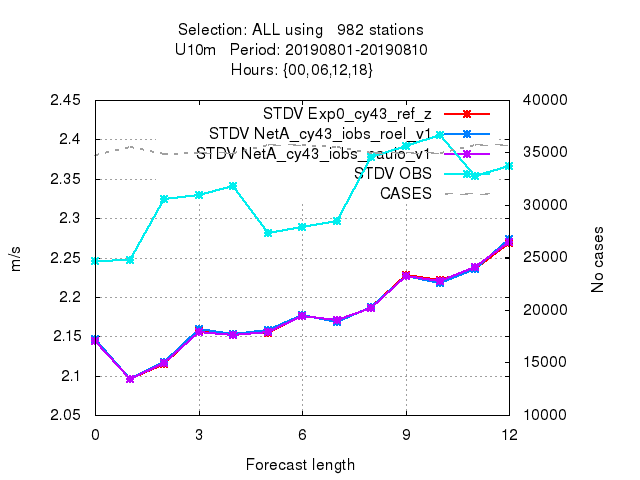 Selection: ALL using   982 stations
U10m   Period: 20190801-20190810
Hours: {00,06,12,18}
2.45
2.4
2.35
2.3
2.25
2.2
2.15
2.1
2.05
40000
35000
30000
25000
20000
15000
10000
STDV Exp0_cy43_ref_z
STDV NetA_cy43_iobs_roel_v1
STDV OBS
CASES
m/s
No cases
0 3 6 9 12
Forecast length